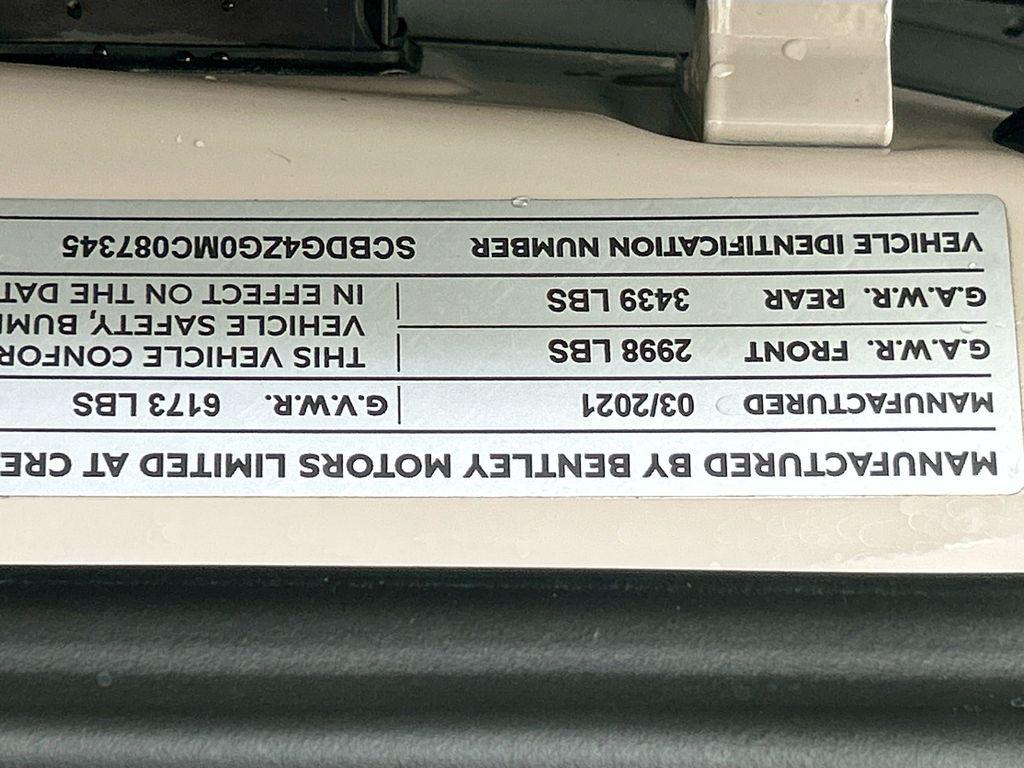 MANUFACTURED BY BENTLEY MOTORS LIMITED AT CRE
MANUFACTURED 03/2021 G.V.W.R. 6173 LBS
G.A.W.R. FRONT 2998 LBS
G.A.W.R. REAR 3439 LBS
THIS VEHICLE CONFOR
VEHICLE SAFETY, BUM
IN EFFECT ON THE DAT
VEHICLE IDENTIFICATION NUMBER SCBDG4ZG0MC087345